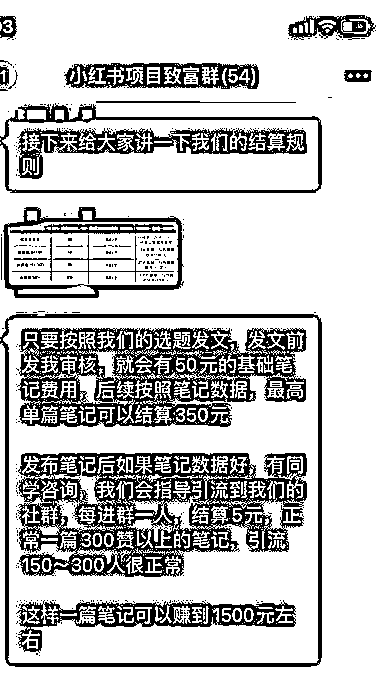 小红书项目致富群(54)
接下来给大家讲一下我们的结算规
则
只要按照我们的选题发文，发文前
发我审核，就会有50元的基础笔
记费用，后续按照笔记数据，最高
单篇笔记可以结算350元
发布笔记后如果笔记数据好，有同
学咨询，我们会指导引流到我们的
社群，每进群一人，结算5元，正
常一篇300赞以上的笔记，引流
150~300人很正常
这样一篇笔记可以赚到1500元左
右